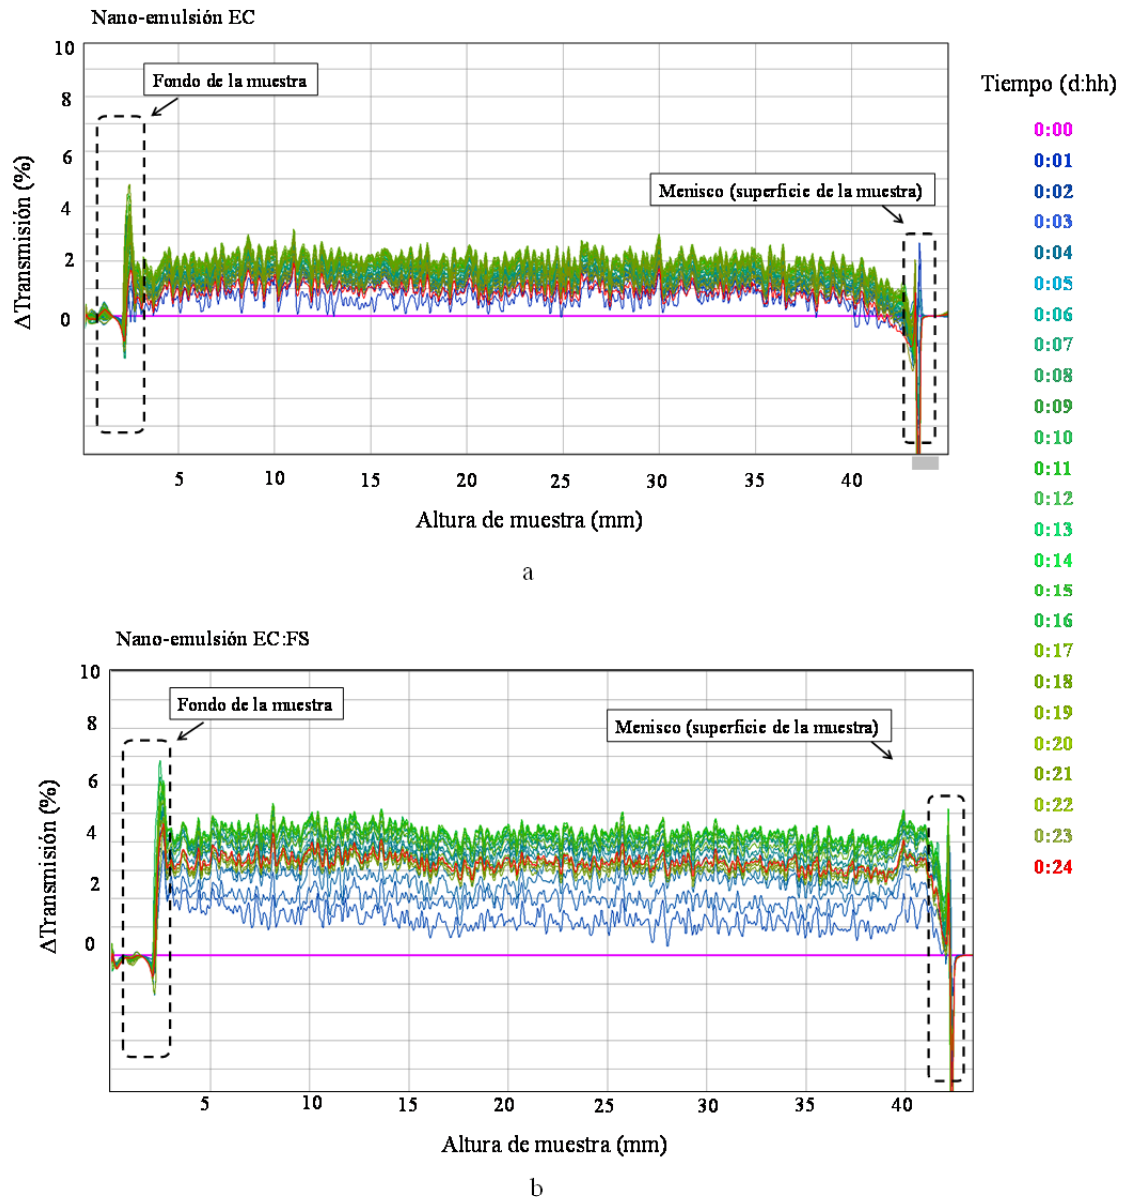 Nano-emulsión EC
10
8
6
4
2
0
ΔTransmisión (%)
Fondo de la muestra
Menisco (superficie de la muestra)
5 10 15 20 25 30 35 40
Altura de muestra (mm)
a
Tiempo (d:hh)
0:00
0:01
0:02
0:03
0:04
0:05
0:06
0:07
0:08
0:09
0:10
0:11
0:12
0:13
0:14
0:15
0:16
0:17
0:18
0:19
0:20
0:21
0:22
0:23
0:24
Nano-emulsión EC:FS
10
8
6
4
2
0
ΔTransmisión (%)
Fondo de la muestra
Menisco (superficie de la muestra)
5 10 15 20 25 30 35 40
Altura de muestra (mm)
b